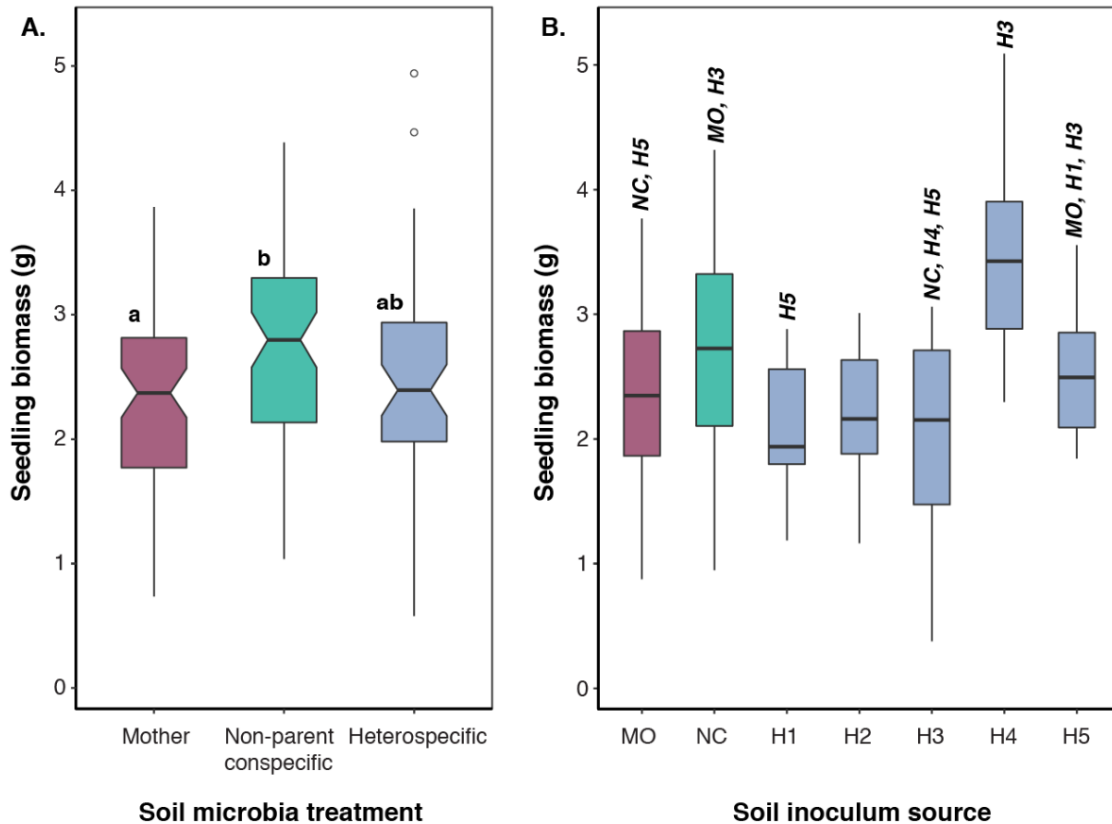 A.
Seedling biomass (g)
5
4
3
2
1
0
a
b
ab
Mother
Non-parent
conspecific
Heterospecific
Soil microbia treatment
B.
Seedling biomass (g)
5
4
3
2
1
0
NC, H5
MO, H3
H5
NC, H4, H5
H3
MO, H1, H3
MO
NC
H1
H2
H3
H4
H5
Soil inoculum source